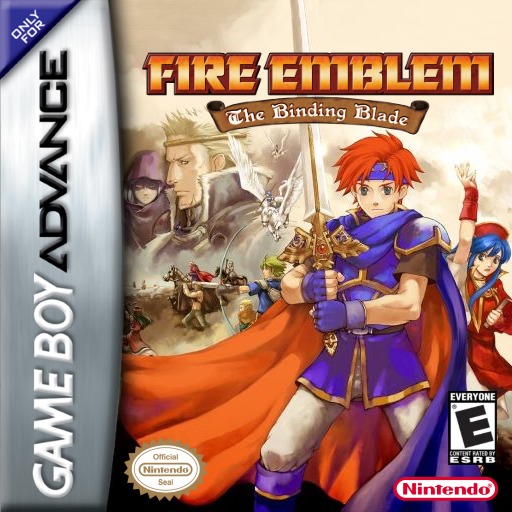 ONLY
FOR
GAME BOY ADVANCE
FIRE EMBLEM
The Binding Blade
EVERYONE
E
CONTENT RATED BY
ESRB
Official
Nintendo
Seal
Nintendo